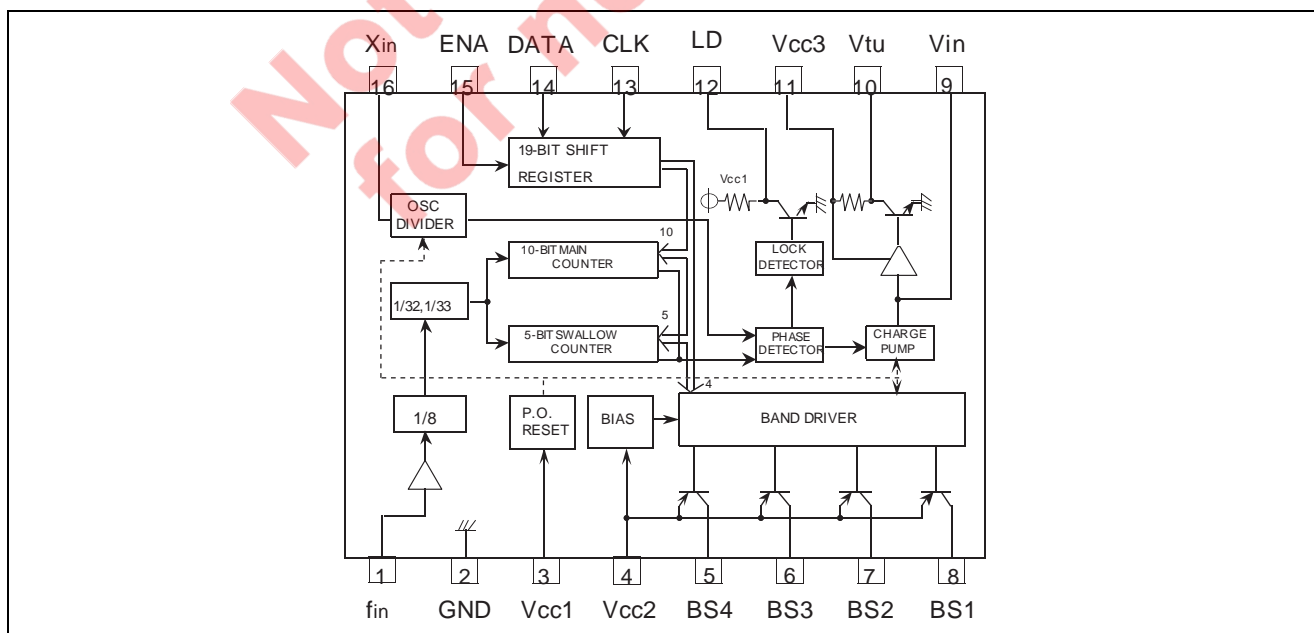 Not
for n
Xin ENA DATA CLK LD Vcc3 Vtu Vin
16 15 14 13 12 11 10 9
19-BIT SHIFT
REGISTER
Vcc1
OSC
DIVIDER
10
10-BIT MAIN
COUNTER
LOCK
DETECTOR
1/32,1/33
5
5-BIT SWALLOW
COUNTER
PHASE
DETECTOR
CHARGE
PUMP
4
1/8
P.O.
RESET
BIAS
BAND DRIVER
1 2 3 4 5 6 7 8
fin GND Vcc1 Vcc2 BS4 BS3 BS2 BS1